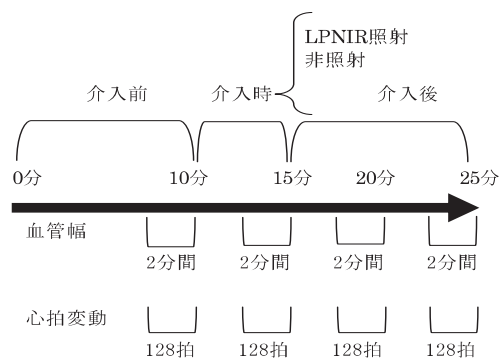 LPNIR照射
非照射
介入前 介入時 介入後
0分 10分 15分 20分 25分
血管幅
2分間 2分間 2分間 2分間
心拍変動
128拍 128拍 128拍 128拍